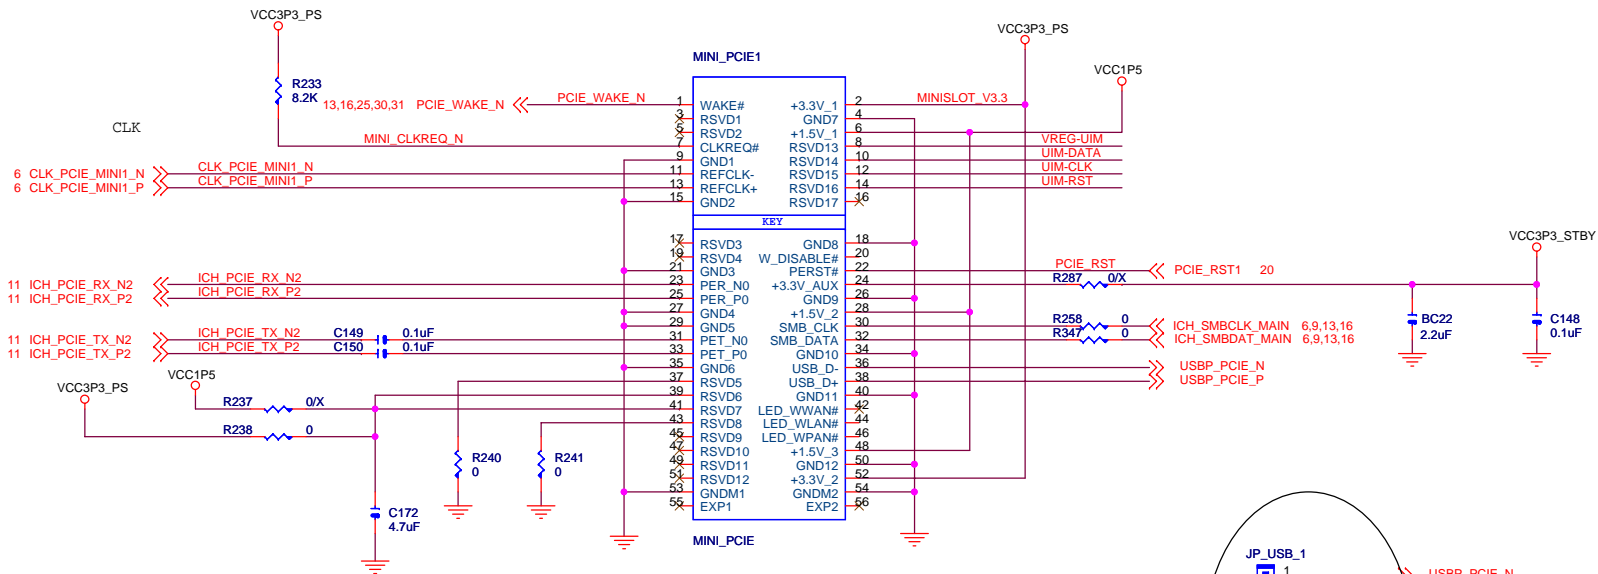 VCC3P3_PS
VCC3P3_PS
MINI_PCIE1
VCC1P5
R233
8.2K
13,16,25,30,31 PCIE_WAKE_N
PCIE_WAKE_N
1 WAKE# +3.3V_1 2
MINISLOT_V3.3
3 RSVD1 GND7 4
CLK
5 RSVD2 +1.5V_1 6
MINI_CLKREQ_N
7 CLKREQ# RSVD13 8
VREG-UIM
9 GND1 RSVD14 10
UIM-DATA
6 CLK_PCIE_MINI1_N
CLK_PCIE_MINI1_N
11 REFCLK- RSVD15 12
UIM-CLK
6 CLK_PCIE_MINI1_P
CLK_PCIE_MINI1_P
13 REFCLK+ RSVD16 14
UIM-RST
15 GND2 RSVD17 16
KEY
VCC3P3_STBY
17 RSVD3 GND8 18
19 RSVD4 W_DISABLE# 20
21 GND3 PERST# 22
PCIE_RST
PCIE_RST1 20
11 ICH_PCIE_RX_N2
ICH_PCIE_RX_N2
23 PER_N0 +3.3V_AUX 24
R287 0/X
11 ICH_PCIE_RX_P2
ICH_PCIE_RX_P2
25 PER_P0 GND9 26
27 GND4 +1.5V_2 28
BC22
2.2uF
C148
0.1uF
29 GND5 SMB_CLK 30
R258 0
ICH_SMBCLK_MAIN 6,9,13,16
11 ICH_PCIE_TX_N2
ICH_PCIE_TX_N2
C149 0.1uF
31 PET_N0 SMB_DATA 32
R347 0
ICH_SMBDAT_MAIN 6,9,13,16
11 ICH_PCIE_TX_P2
ICH_PCIE_TX_P2
C150 0.1uF
33 PET_P0 GND10 34
35 GND6 USB_D- 36
USBP_PCIE_N
VCC1P5
37 RSVD5 USB_D+ 38
USBP_PCIE_P
VCC3P3_PS
39 RSVD6 GND11 40
R237 0/X
41 RSVD7 LED_WWAN# 42
43 RSVD8 LED_WLAN# 44
R238 0
45 RSVD9 LED_WPAN# 46
47 RSVD10 +1.5V_3 48
R240
0
R241
0
49 RSVD11 GND12 50
51 RSVD12 +3.3V_2 52
53 GNDM1 GNDM2 54
55 EXP1 EXP2 56
C172
4.7uF
MINI_PCIE
JP_USB_1
1
USBP_PCIE_N